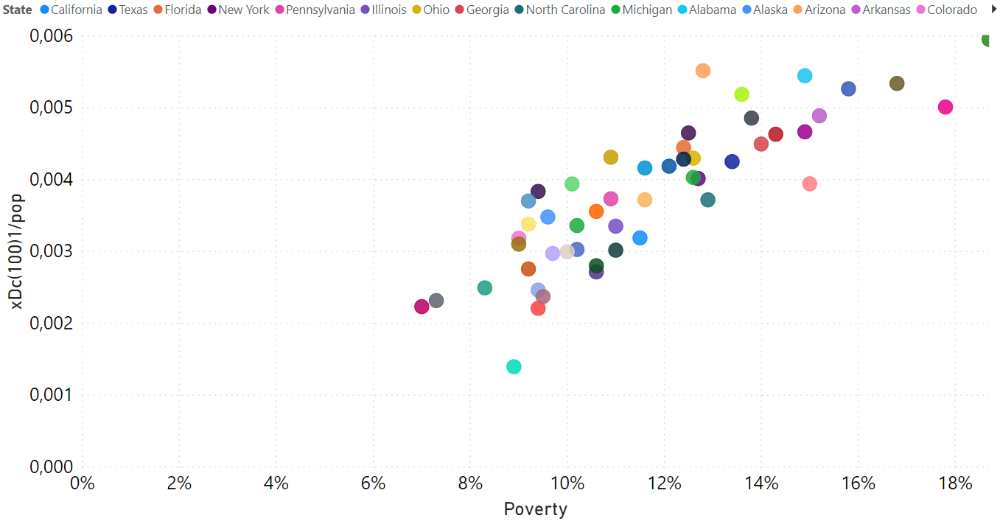 State California Texas Florida New York Pennsylvania Illinois Ohio Georgia North Carolina Michigan Alabama Alaska Arizona Arkansas Colorado
0,006
0,005
0,004
0,003
0,002
0,001
0,000
xDc(100)1/pop
0% 2% 4% 6% 8% 10% 12% 14% 16% 18%
Poverty